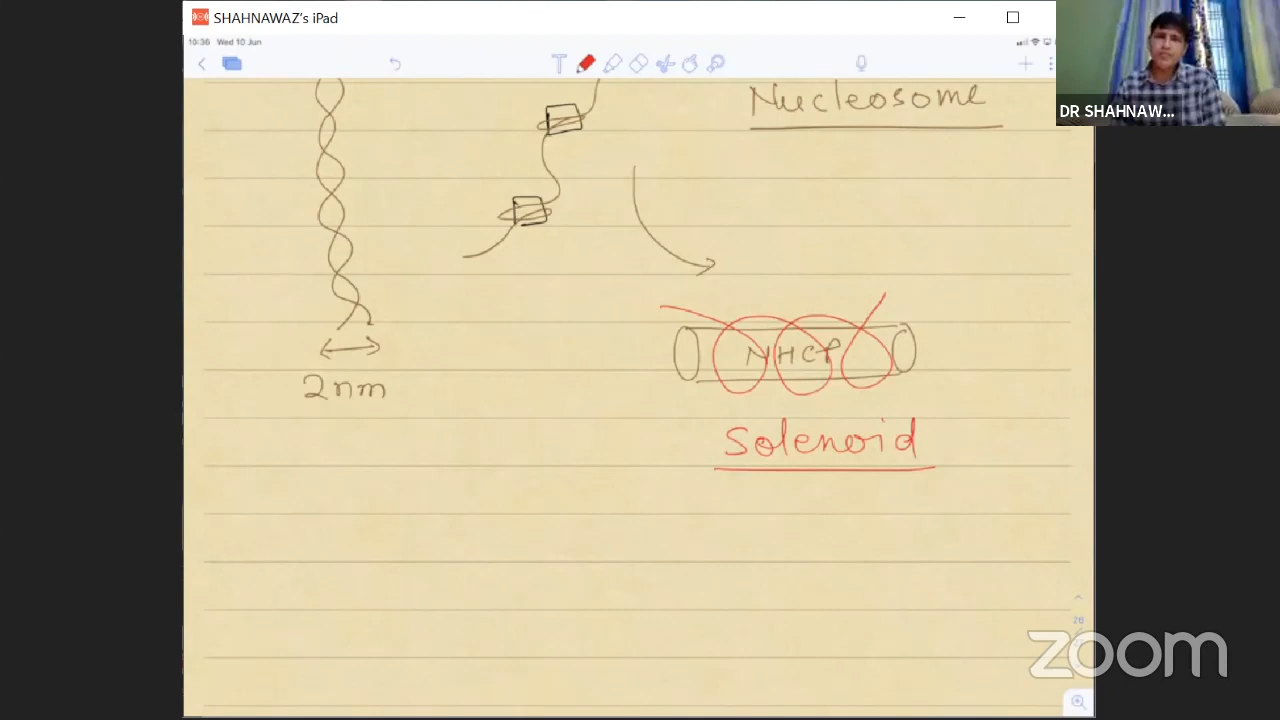 SHAHNAWAZ's iPad
10:36 Wed 10 Jun
DR SHAHNAW...
Nucleosome
NHCP
2nm
Solenoid
zoom